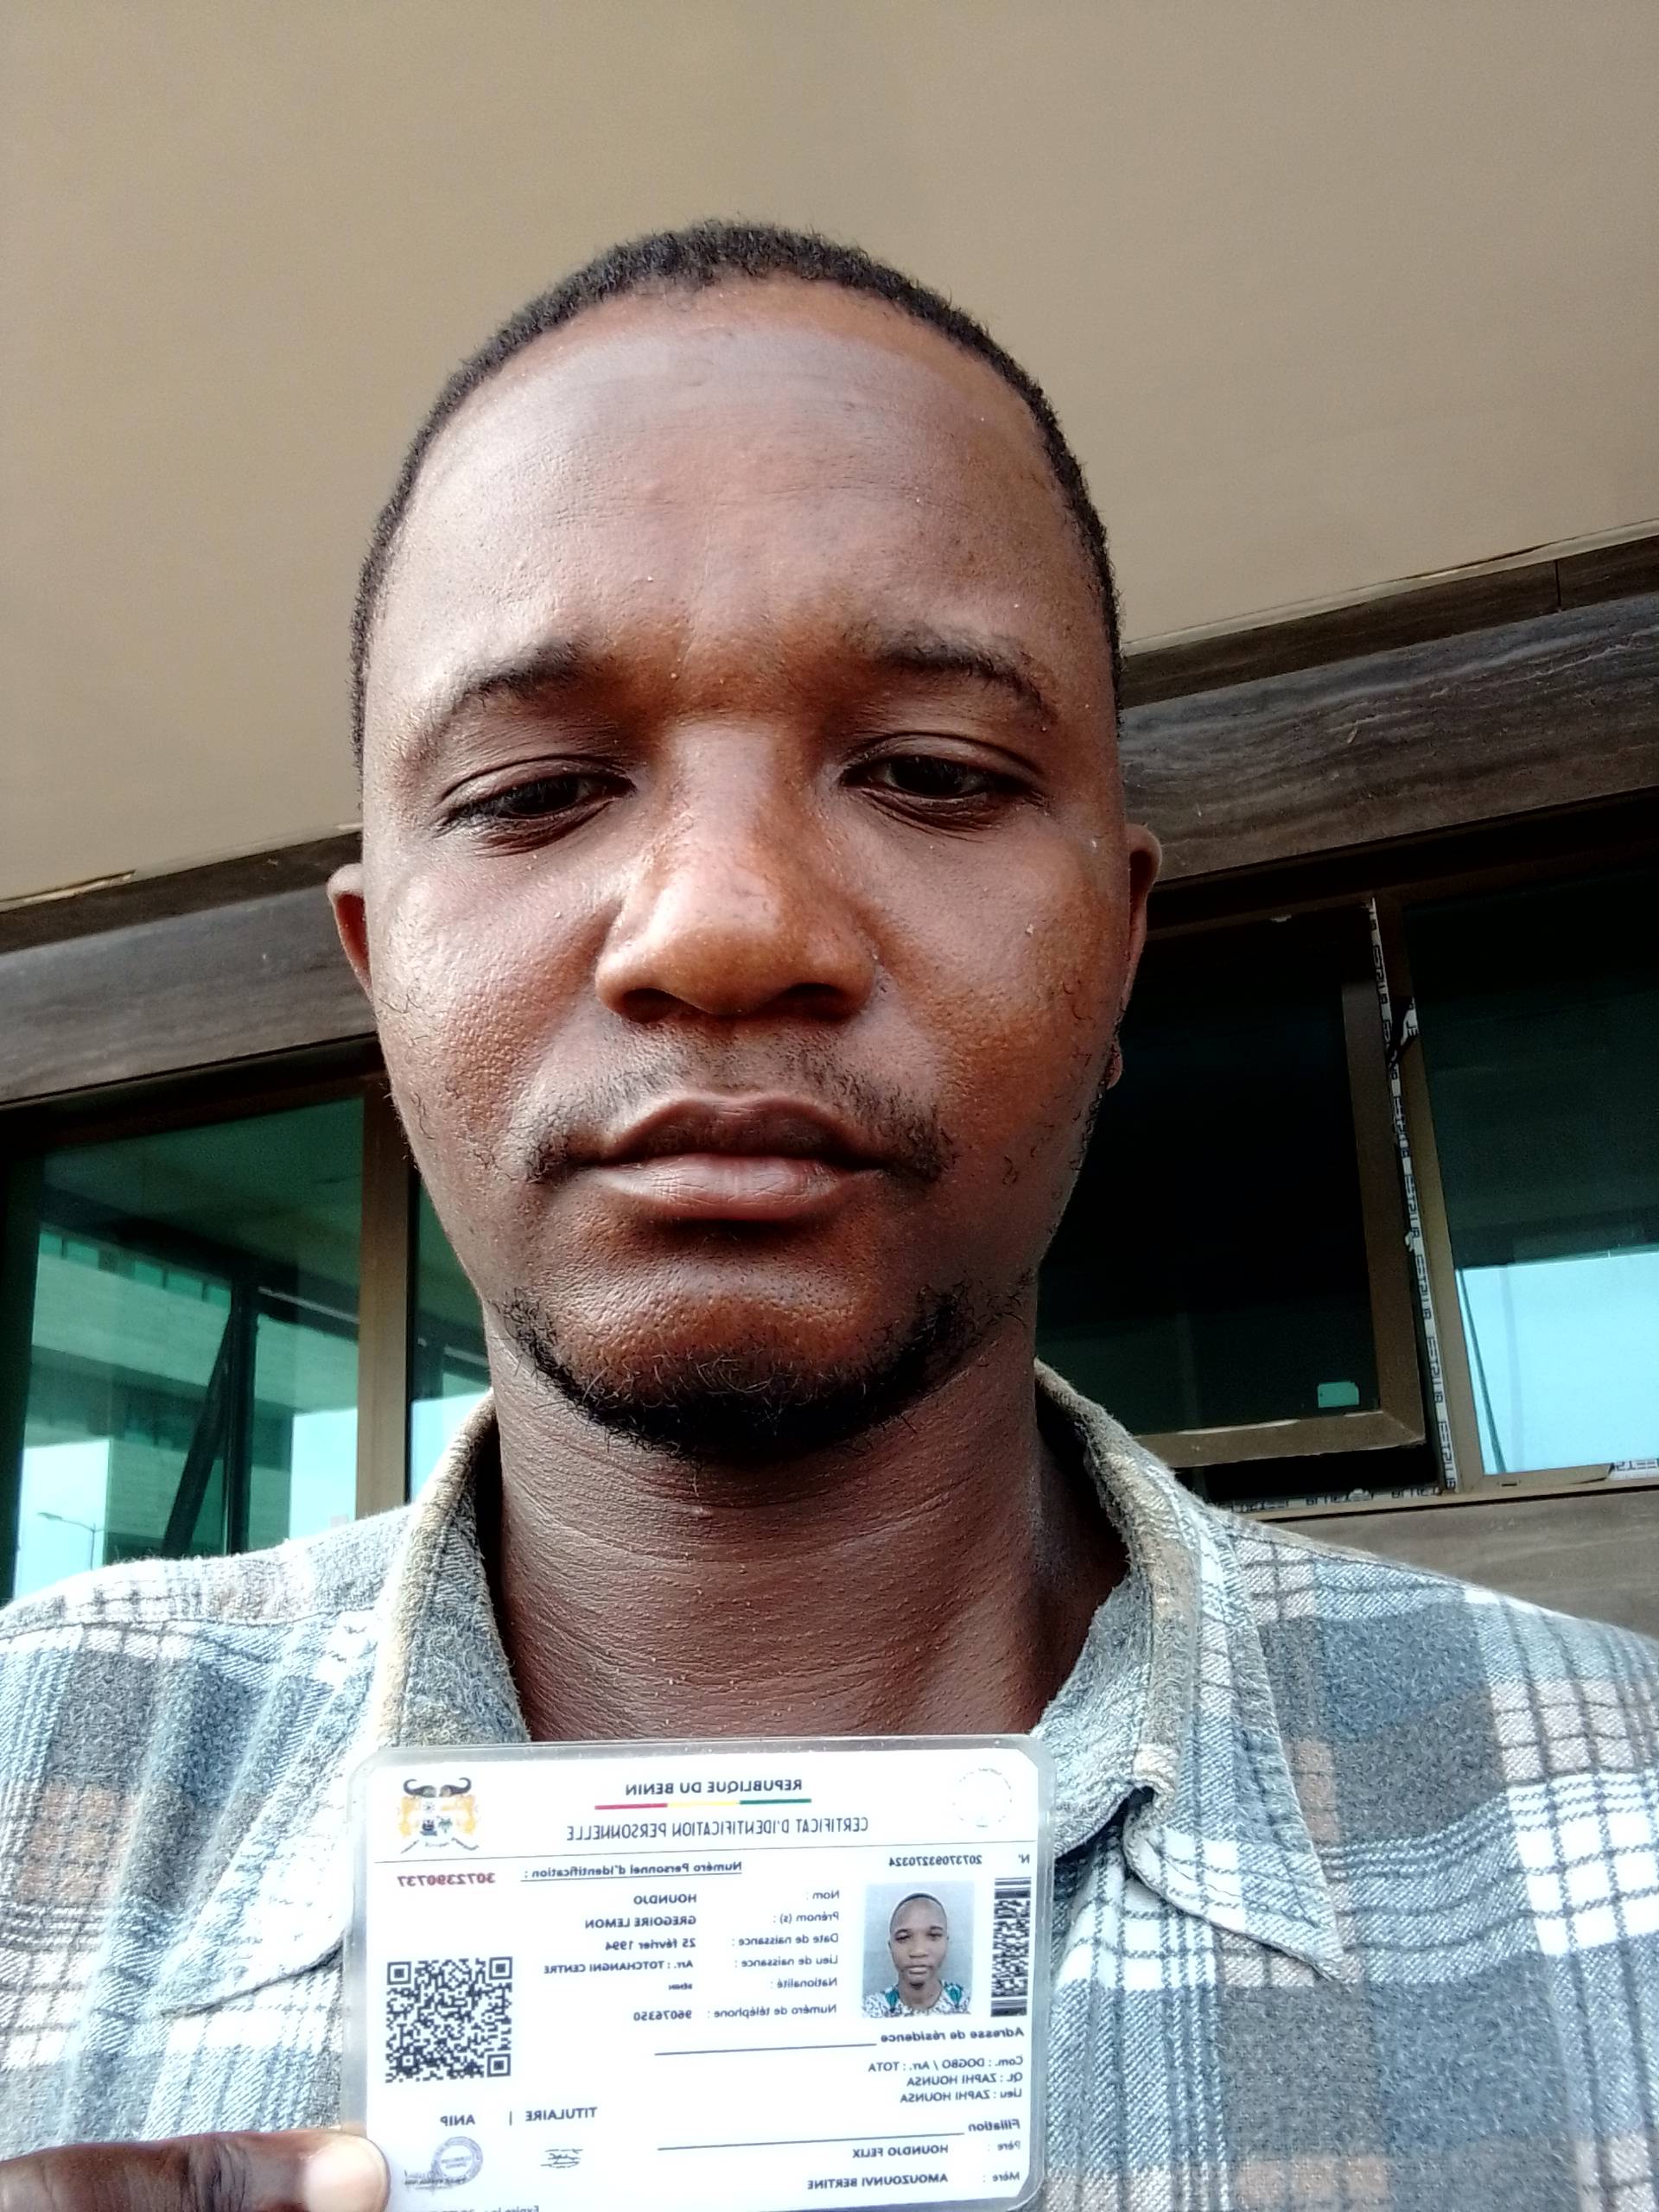 REPUBLIQUE DU BENIN
CERTIFICAT D'IDENTIFICATION PERSONNELLE
N° 20737093270324
Numéro Personnel d'Identification : 3072390737
Nom : HOUNDJO
Prénom (s) : GREGOIRE LEMON
Date de naissance : 25 février 1994
Lieu de naissance : Arr. : TOTCHANGNI CENTRE
Nationalité : BÉNIN
Numéro de téléphone : 96076350
Adresse de résidence
Com. : DOGBO / Arr. : TOTA
QL : ZAPHI HOUNSA
Lieu : ZAPHI HOUNSA
TITULAIRE | ANIP
Filiation
Père : HOUNDJO FELIX
Mère : AMOUZOUNVI BERTINE